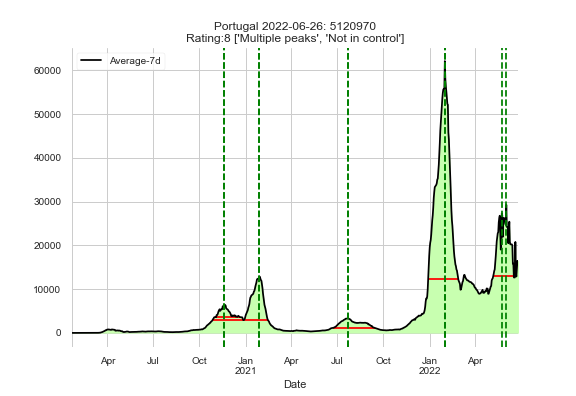 Portugal 2022-06-26: 5120970
Rating:8 ['Multiple peaks', 'Not in control']
Average-7d
60000
50000
40000
30000
20000
10000
0
Apr Jul Oct Jan Apr Jul Oct Jan Apr
2021 2022
Date